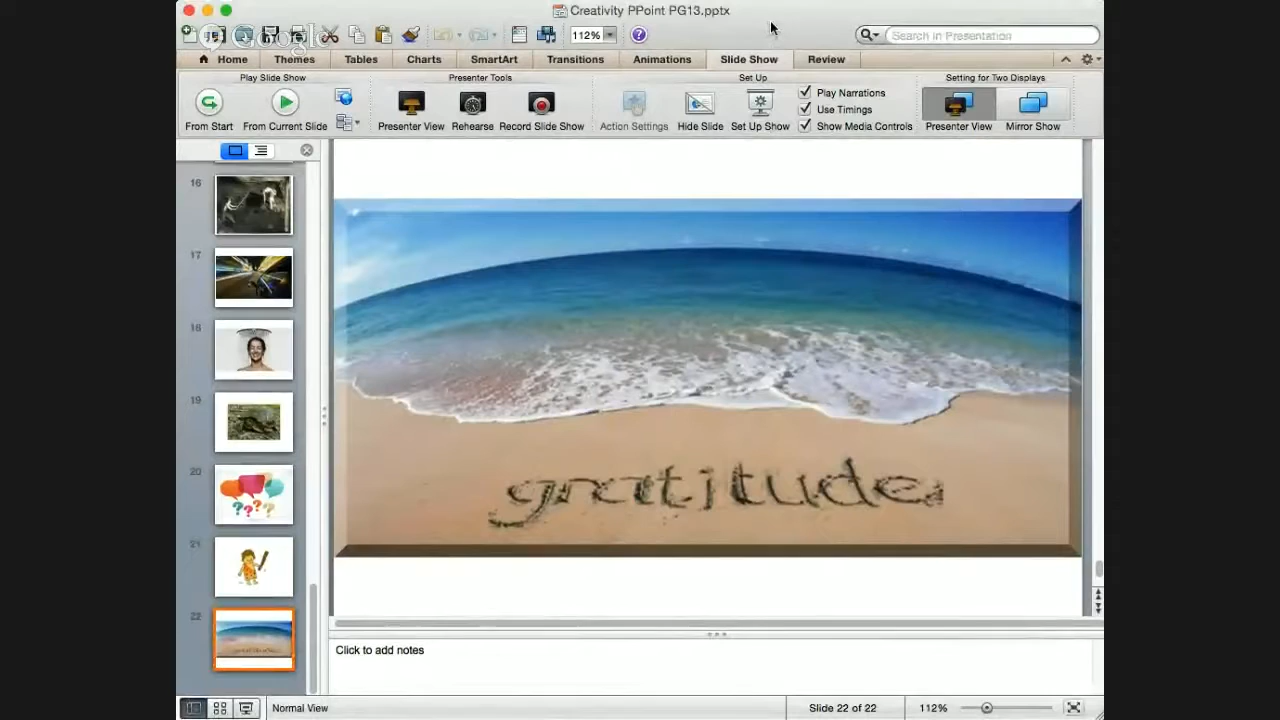 Creativity PPoint PG13.pptx
Google
112%
Search in Presentation
Home Themes Tables Charts SmartArt Transitions Animations Slide Show Review
Play Slide Show Presenter Tools Set Up Setting for Two Displays
Play Narrations
Use Timings
Show Media Controls
From Start From Current Slide Presenter View Rehearse Record Slide Show Action Settings Hide Slide Set Up Show Presenter View Mirror Show
16
17
18
19
20
21
22
gratitude
Click to add notes
Normal View Slide 22 of 22 112%